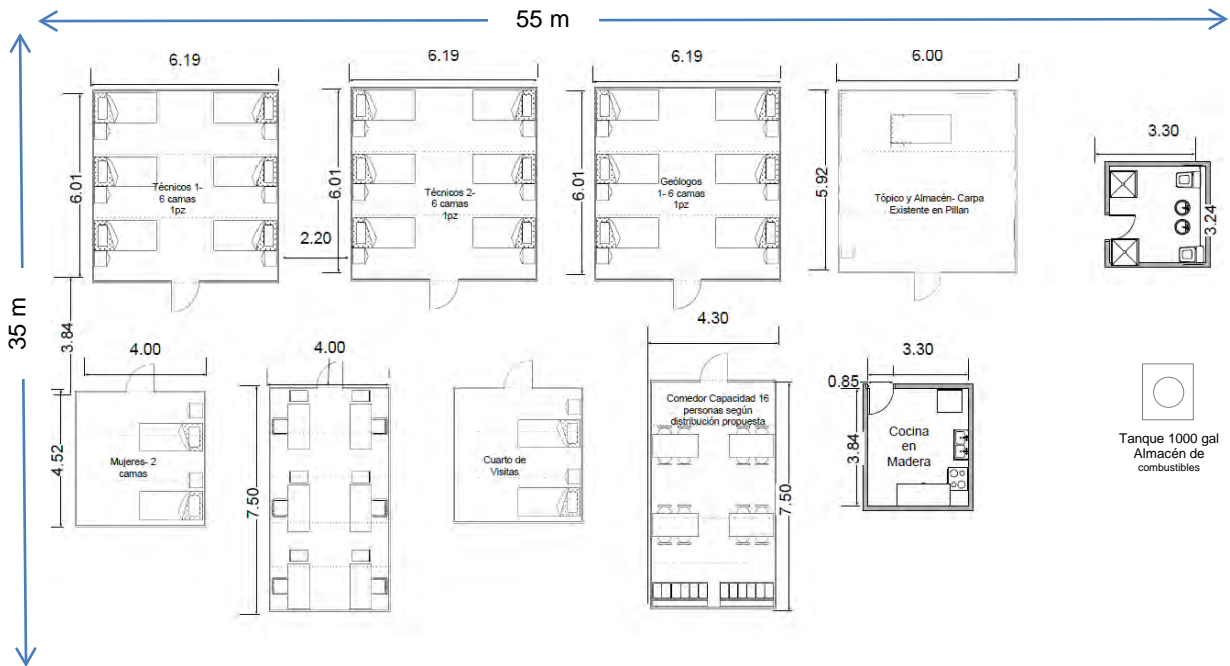 55 m
35 m
6.19
6.19
6.19
6.00
3.30
6.01
6.01
6.01
5.92
3.24
Técnicos 1-
6 camas
1pz
Técnicos 2-
6 camas
1pz
Geólogos
1- 6 camas
1pz
Tópico y Almacén- Carpa
Existente en Pillan
2.20
3.84
4.00
4.00
4.30
3.30
0.85
4.52
7.50
7.50
3.84
Mujeres- 2
camas
Cuarto de
Visitas
Comedor Capacidad 16
personas según
distribución propuesta
Cocina
en
Madera
Tanque 1000 gal
Almacén de
combustibles